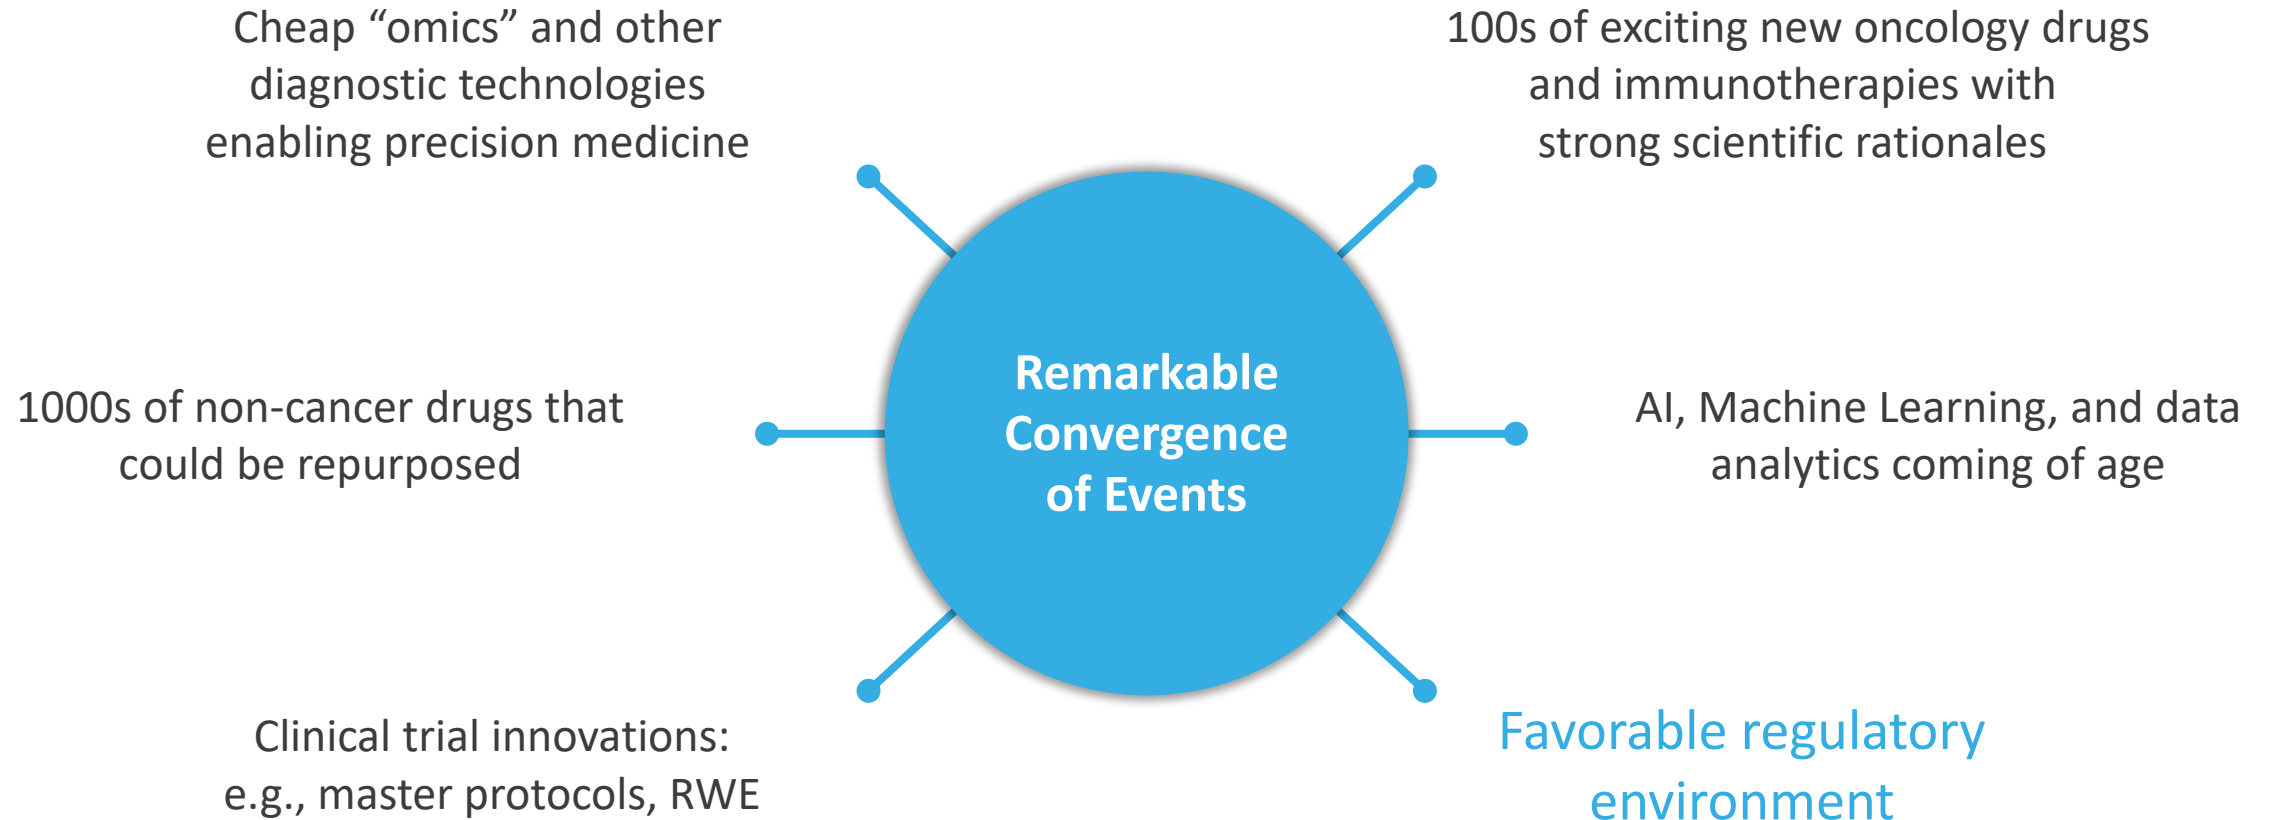 Cheap “omics” and other
diagnostic technologies
enabling precision medicine
100s of exciting new oncology drugs
and immunotherapies with
strong scientific rationales
1000s of non-cancer drugs that
could be repurposed
Remarkable
Convergence
of Events
AI, Machine Learning, and data
analytics coming of age
Clinical trial innovations:
e.g., master protocols, RWE
Favorable regulatory
environment